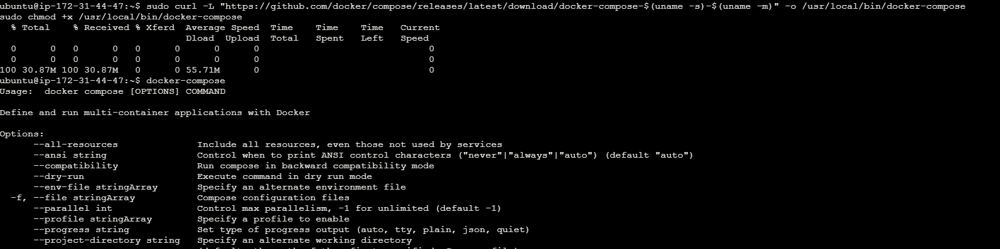 ubuntu@ip-172-31-44-47:~$ sudo curl -L "https://github.com/docker/compose/releases/latest/download/docker-compose-$(uname -s)-$(uname -m)" -o /usr/local/bin/docker-compose
sudo chmod +x /usr/local/bin/docker-compose
  % Total    % Received % Xferd  Average Speed  Time    Time    Time   Current
                                 Dload  Upload  Total   Spent   Left   Speed
  0      0   0      0   0      0      0      0                              0
  0      0   0      0   0      0      0      0                              0
100 30.87M 100 30.87M   0      0 55.71M      0                              0
ubuntu@ip-172-31-44-47:~$ docker-compose
Usage:  docker compose [OPTIONS] COMMAND
Define and run multi-container applications with Docker
Options:
      --all-resources              Include all resources, even those not used by services
      --ansi string                Control when to print ANSI control characters ("never"|"always"|"auto") (default "auto")
      --compatibility              Run compose in backward compatibility mode
      --dry-run                    Execute command in dry run mode
      --env-file stringArray       Specify an alternate environment file
  -f, --file stringArray           Compose configuration files
      --parallel int               Control max parallelism, -1 for unlimited (default -1)
      --profile stringArray        Specify a profile to enable
      --progress string            Set type of progress output (auto, tty, plain, json, quiet)
      --project-directory string   Specify an alternate working directory